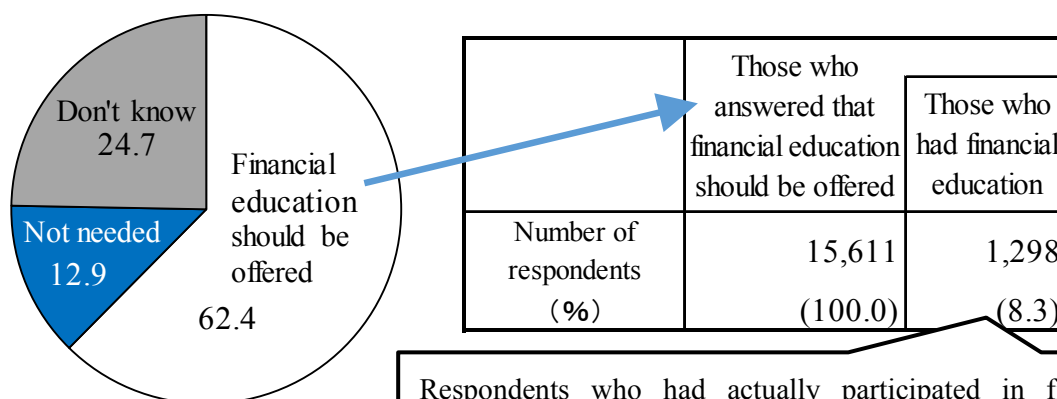 Don't know
24.7
Not needed
12.9
Financial
education
should be
offered
62.4
Those who
answered that
financial education
should be offered
Those who
had financial
education
Number of
respondents
(%)
15,611
(100.0)
1,298
(8.3)
Respondents who had actually participated in